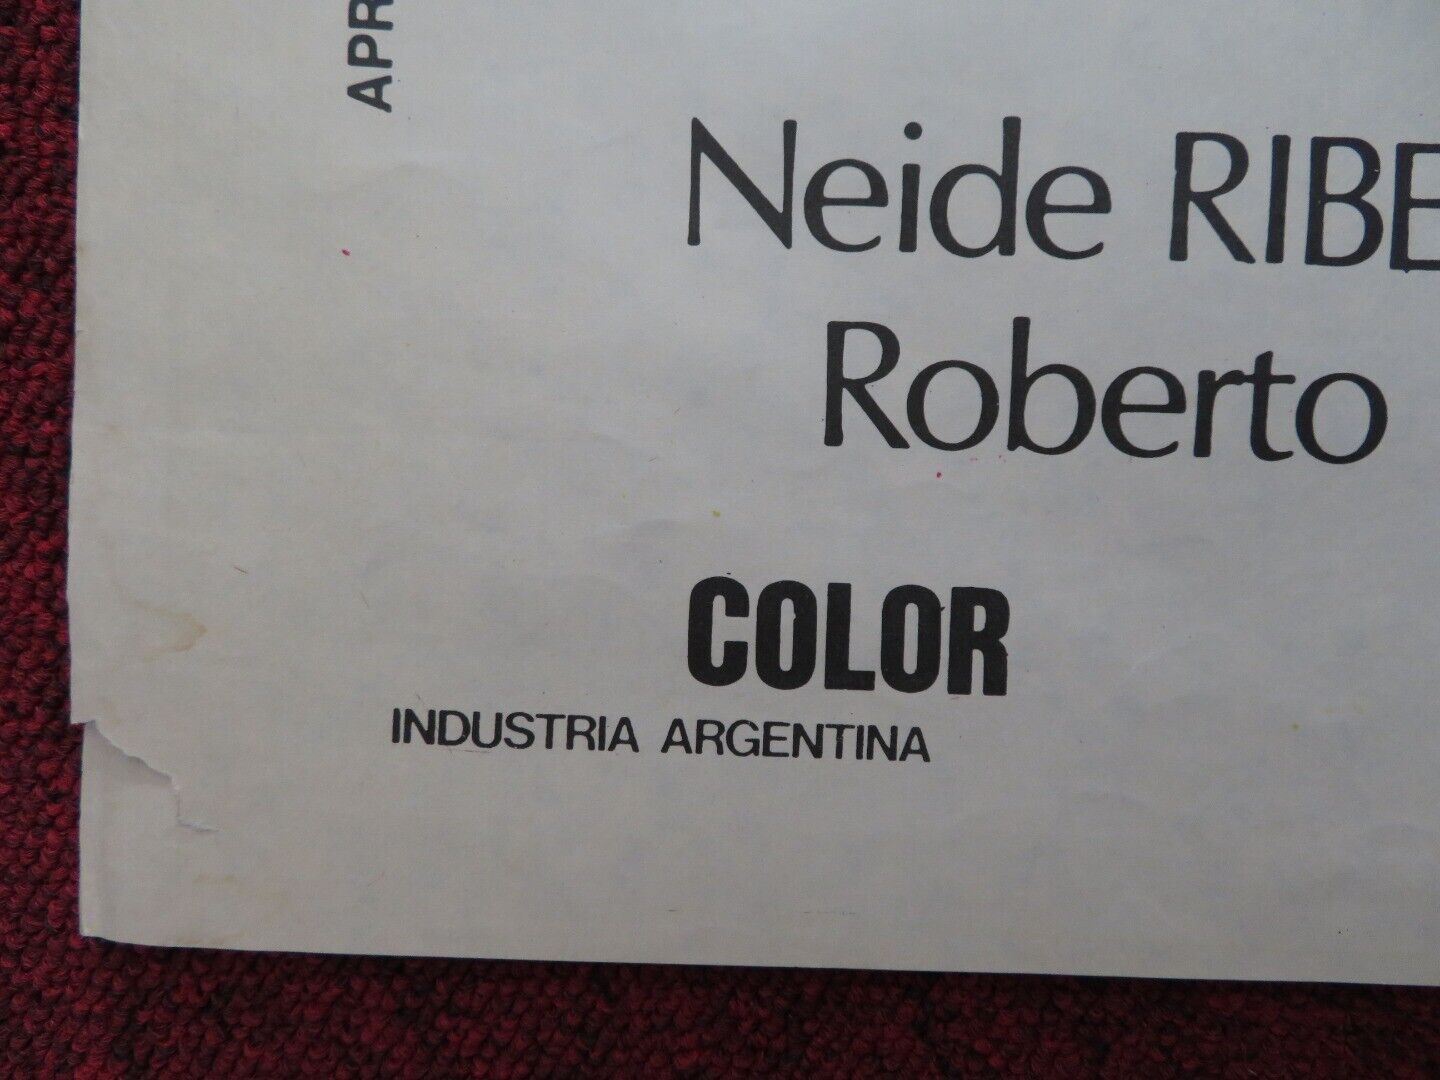 APR
Neide RIBE
Roberto
COLOR
INDUSTRIA ARGENTINA